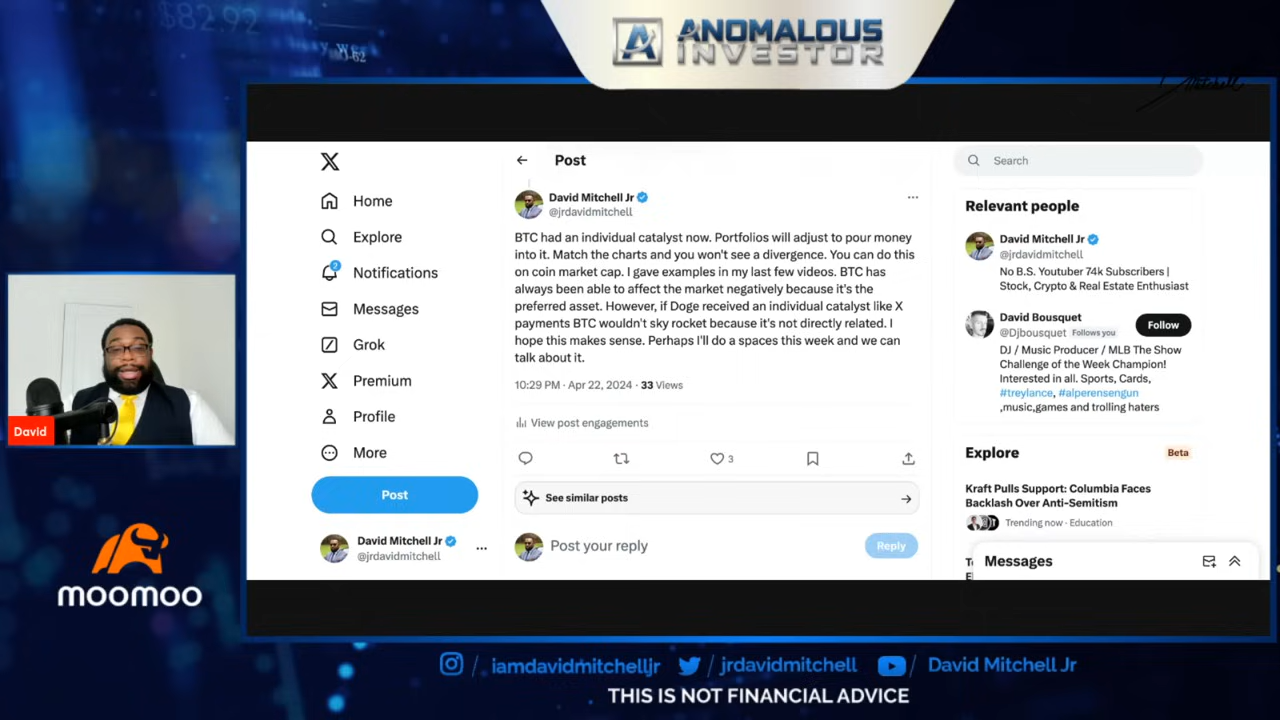 $82.92
ANOMALOUS
INVESTOR
Mitchell
Post
Search
David Mitchell Jr
@jrdavidmitchell
BTC had an individual catalyst now. Portfolios will adjust to pour money
into it. Match the charts and you won't see a divergence. You can do this
on coin market cap. I gave examples in my last few videos. BTC has
always been able to affect the market negatively because it's the
preferred asset. However, if Doge received an individual catalyst like X
payments BTC wouldn't sky rocket because it's not directly related. I
hope this makes sense. Perhaps I'll do a spaces this week and we can
talk about it.
10:29 PM · Apr 22, 2024 · 33 Views
View post engagements
3
See similar posts
Post your reply
Reply
Home
Explore
2
Notifications
Messages
Grok
Premium
Profile
More
Post
David Mitchell Jr
@jrdavidmitchell
Relevant people
David Mitchell Jr
@jrdavidmitchell
No B.S. Youtuber 74k Subscribers |
Stock, Crypto & Real Estate Enthusiast
David Bousquet
@Djbousquet Follows you
Follow
DJ / Music Producer / MLB The Show
Challenge of the Week Champion!
Interested in all. Sports, Cards,
#treylance, #alperensengun
,music,games and trolling haters
Explore
Beta
Kraft Pulls Support: Columbia Faces
Backlash Over Anti-Semitism
Trending now · Education
Messages
David
moomoo
/ iamdavidmitchelljr
/ jrdavidmitchell
/ David Mitchell Jr
THIS IS NOT FINANCIAL ADVICE